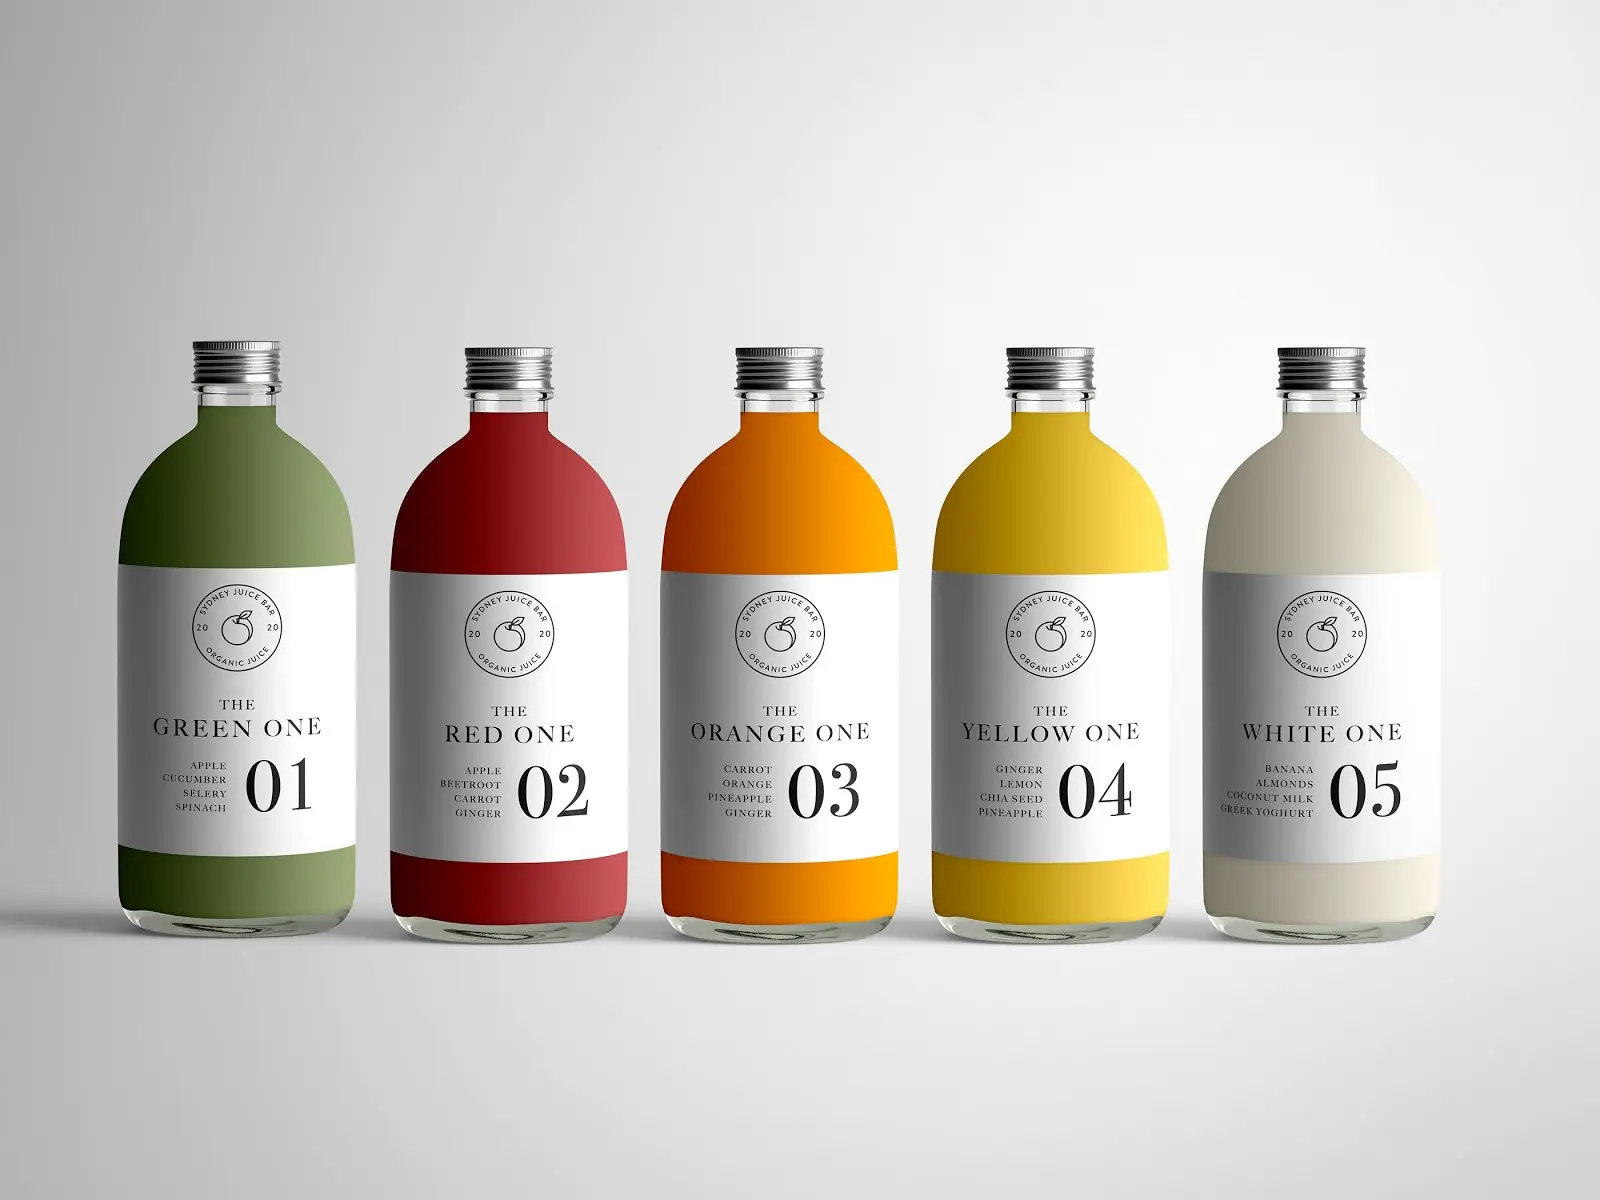 SYDNEY JUICE BAR
20 20
ORGANIC JUICE
THE
GREEN ONE
APPLE
CUCUMBER
SELERY
SPINACH
01
SYDNEY JUICE BAR
20 20
ORGANIC JUICE
THE
RED ONE
APPLE
BEETROOT
CARROT
GINGER
02
SYDNEY JUICE BAR
20 20
ORGANIC JUICE
THE
ORANGE ONE
CARROT
ORANGE
PINEAPPLE
GINGER
03
SYDNEY JUICE BAR
20 20
ORGANIC JUICE
THE
YELLOW ONE
GINGER
LEMON
CHIA SEED
PINEAPPLE
04
SYDNEY JUICE BAR
20 20
ORGANIC JUICE
THE
WHITE ONE
BANANA
ALMONDS
COCONUT MILK
GREEK YOGHURT
05